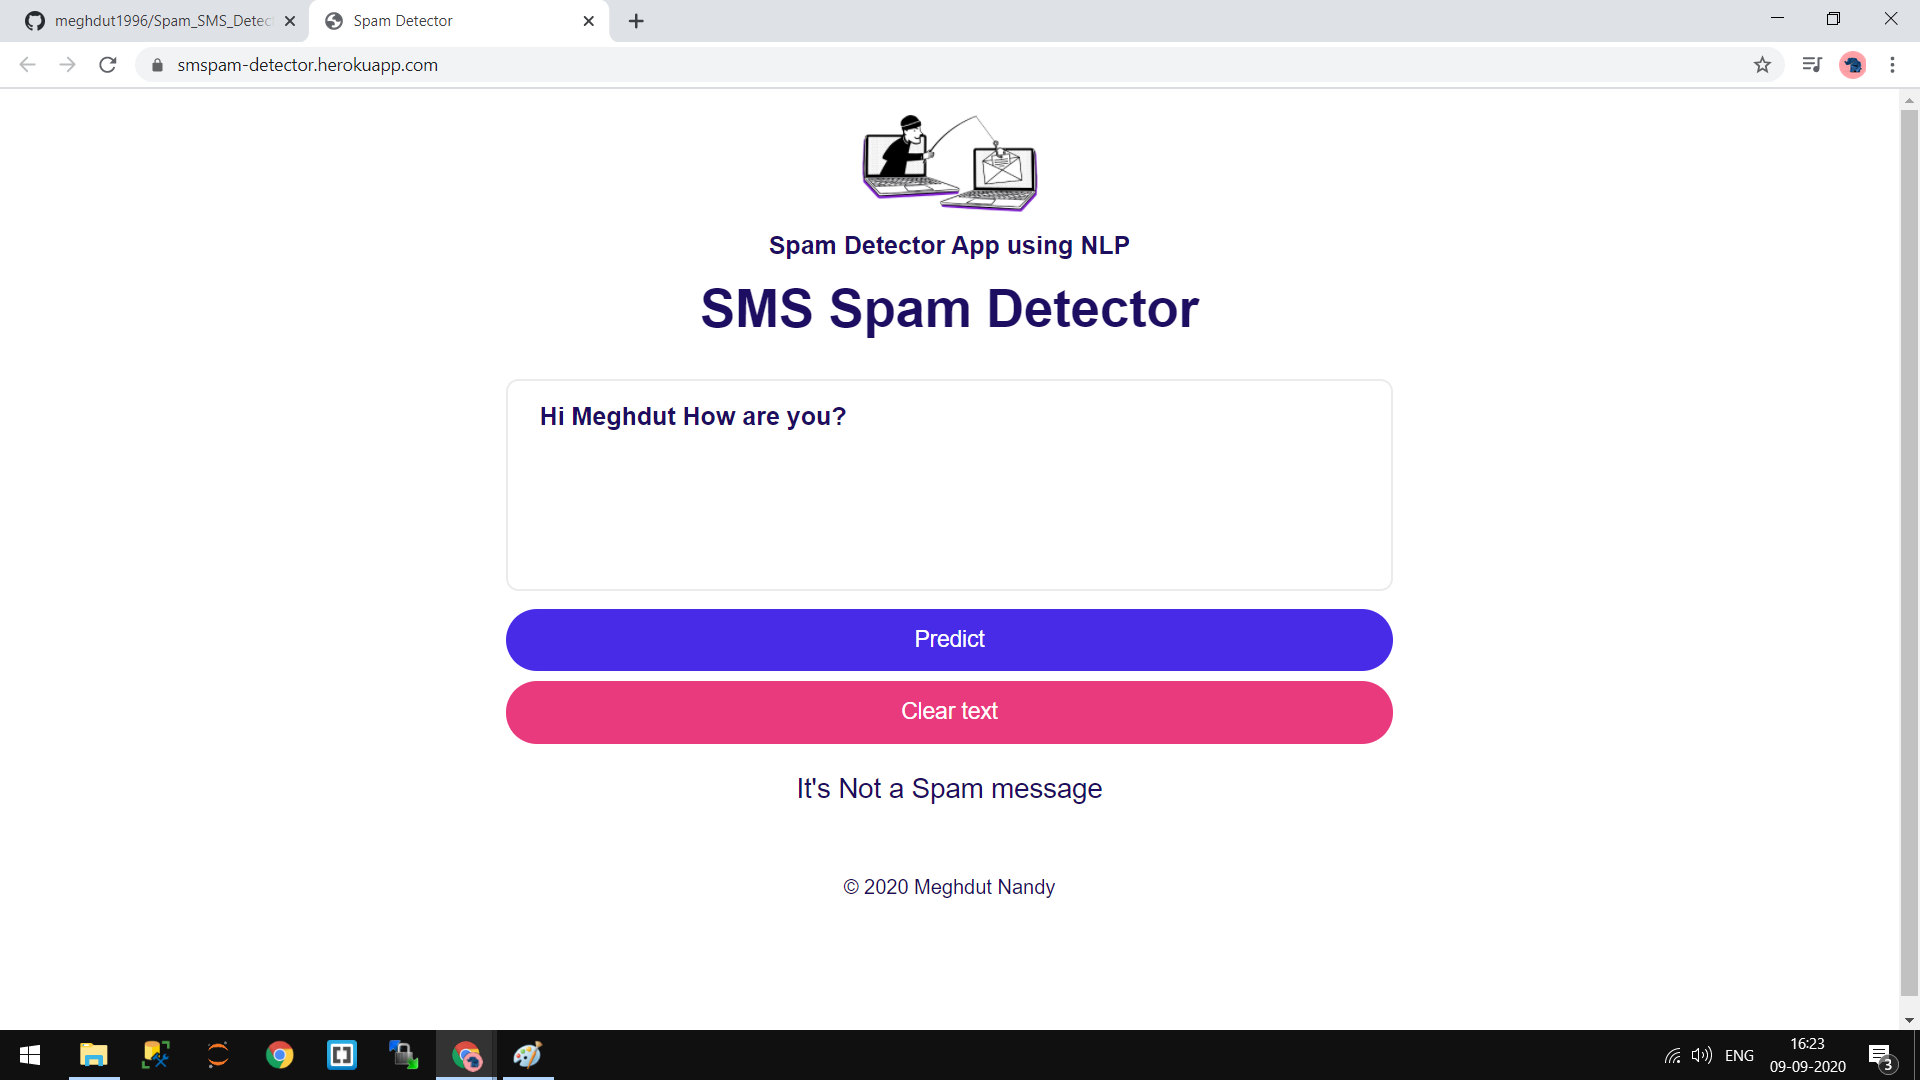 meghdut1996/Spam_SMS_Detec
Spam Detector
smspam-detector.herokuapp.com
Spam Detector App using NLP
SMS Spam Detector
Hi Meghdut How are you?
Predict
Clear text
It's Not a Spam message
© 2020 Meghdut Nandy
ENG
16:23
09-09-2020
3